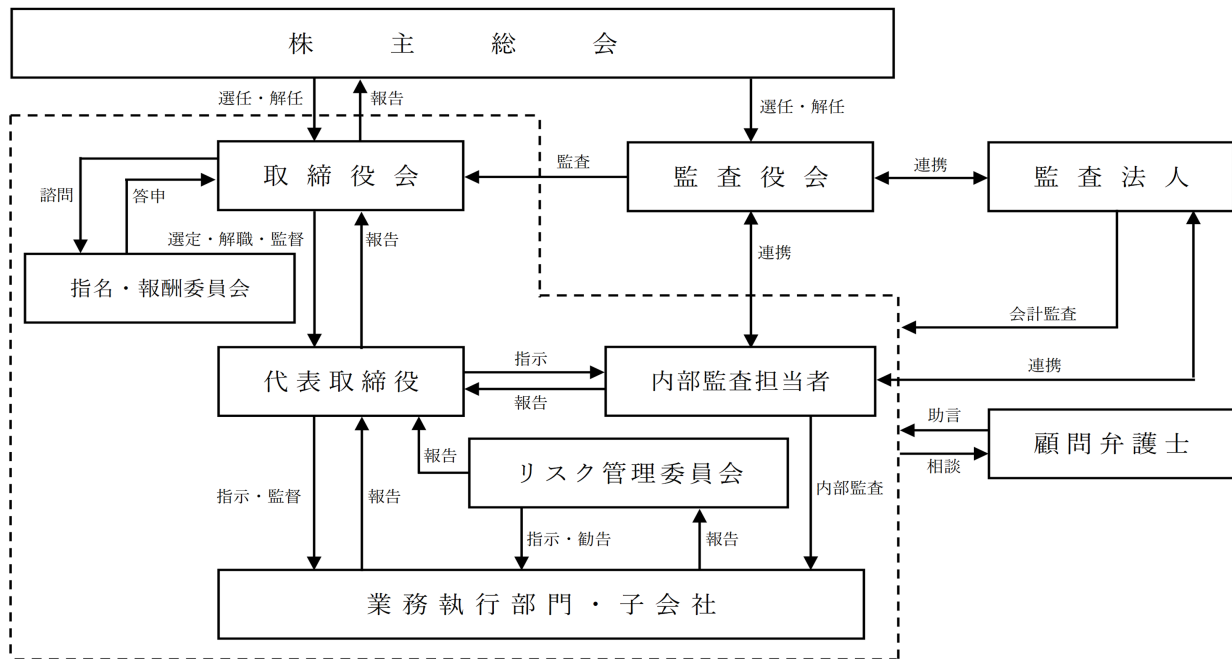 株主総会
選任・解任
報告
選任・解任
取締役会
監査
監査役会
連携
監査法人
諮問
答申
選定・解職・監督
報告
連携
指名・報酬委員会
会計監査
代表取締役
指示
報告
内部監査担当者
連携
助言
顧問弁護士
相談
報告
リスク管理委員会
指示・監督
報告
内部監査
指示・勧告
報告
業務執行部門・子会社